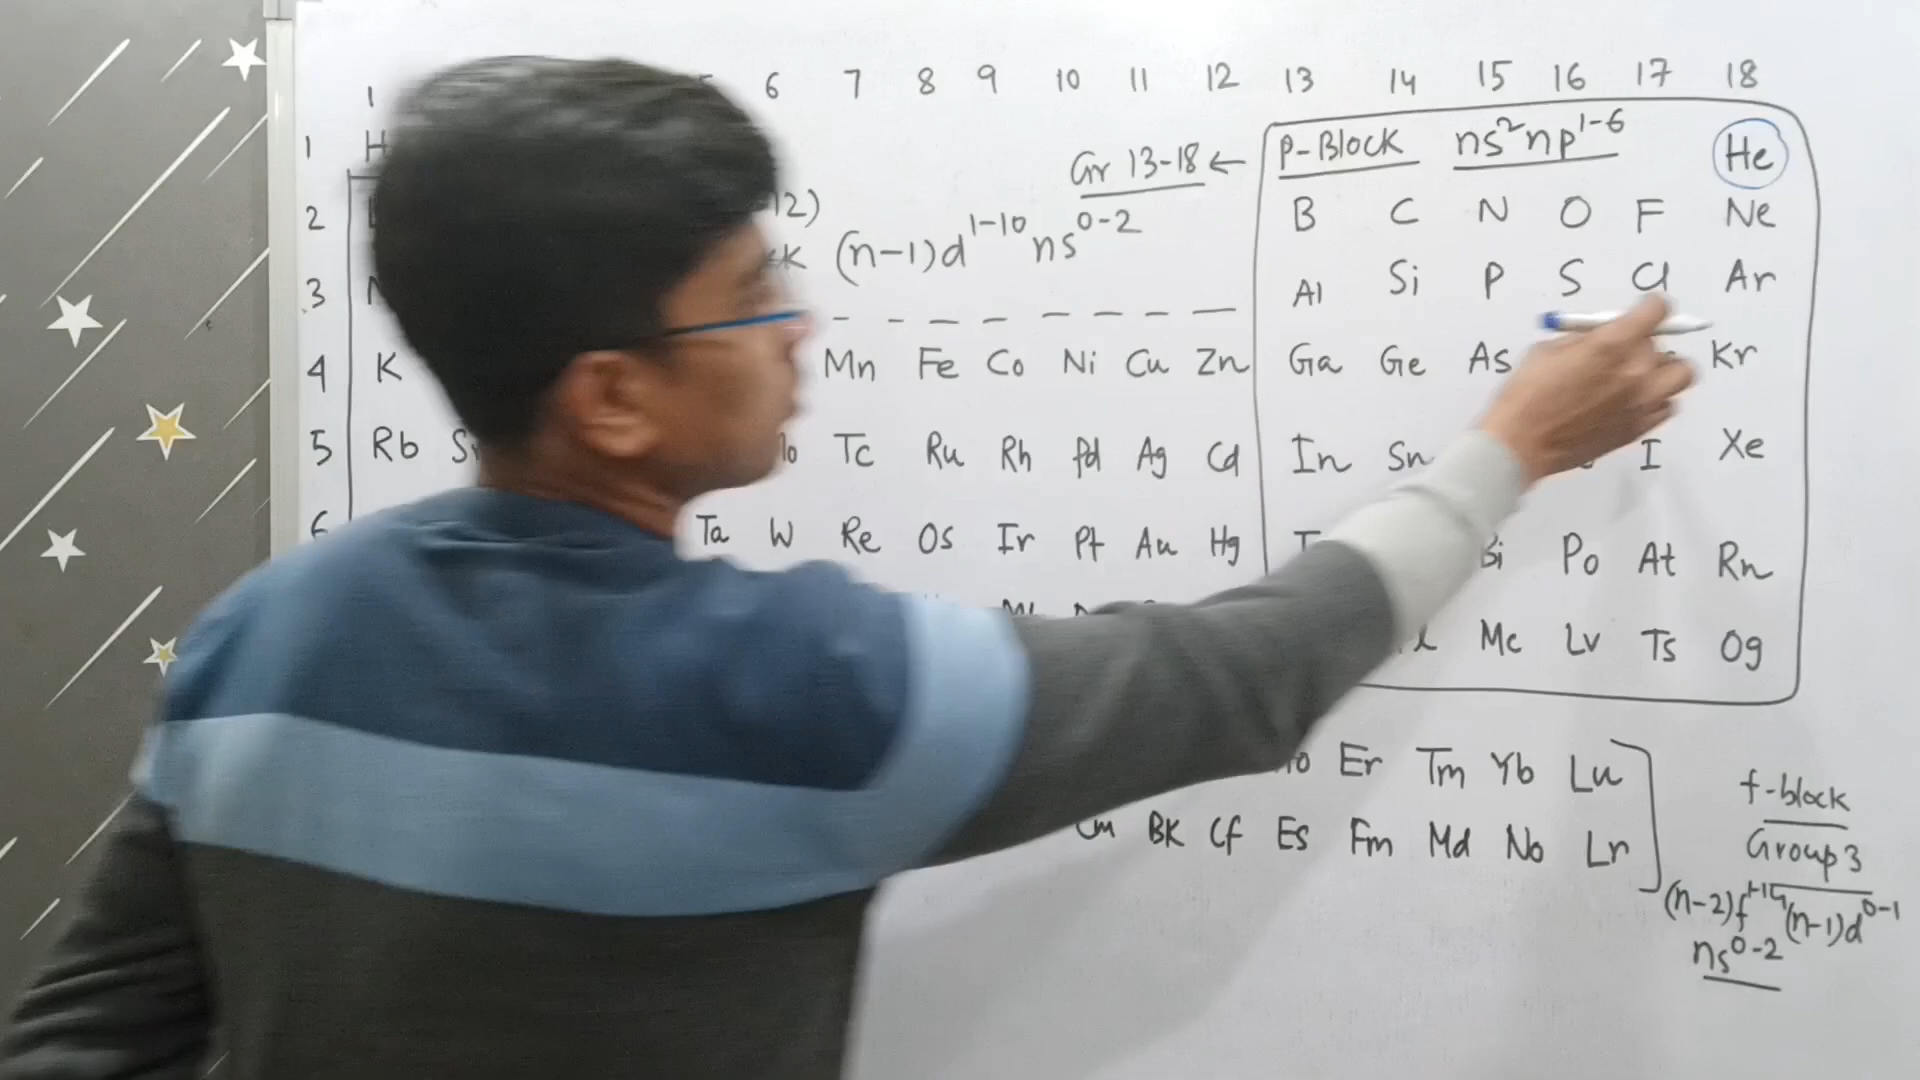 1 6 7 8 9 10 11 12 13 14 15 16 17 18
1 H Gr 13-18 ← P-Block ns²np¹⁻⁶ He
2 12) B C N O F Ne
(n-1)d¹⁻¹⁰ ns⁰⁻²
3 Al Si P S Cl Ar
4 K Mn Fe Co Ni Cu Zn Ga Ge As Kr
5 Rb Tc Ru Rh Pd Ag Cd In Sn I Xe
6 Ta W Re Os Ir Pt Au Hg Bi Po At Rn
Mc Lv Ts Og
Er Tm Yb Lu
Cm BK Cf Es Fm Md No Lr
f-block
Group 3
(n-2)f¹⁻¹⁴ (n-1)d⁰⁻¹
ns⁰⁻²